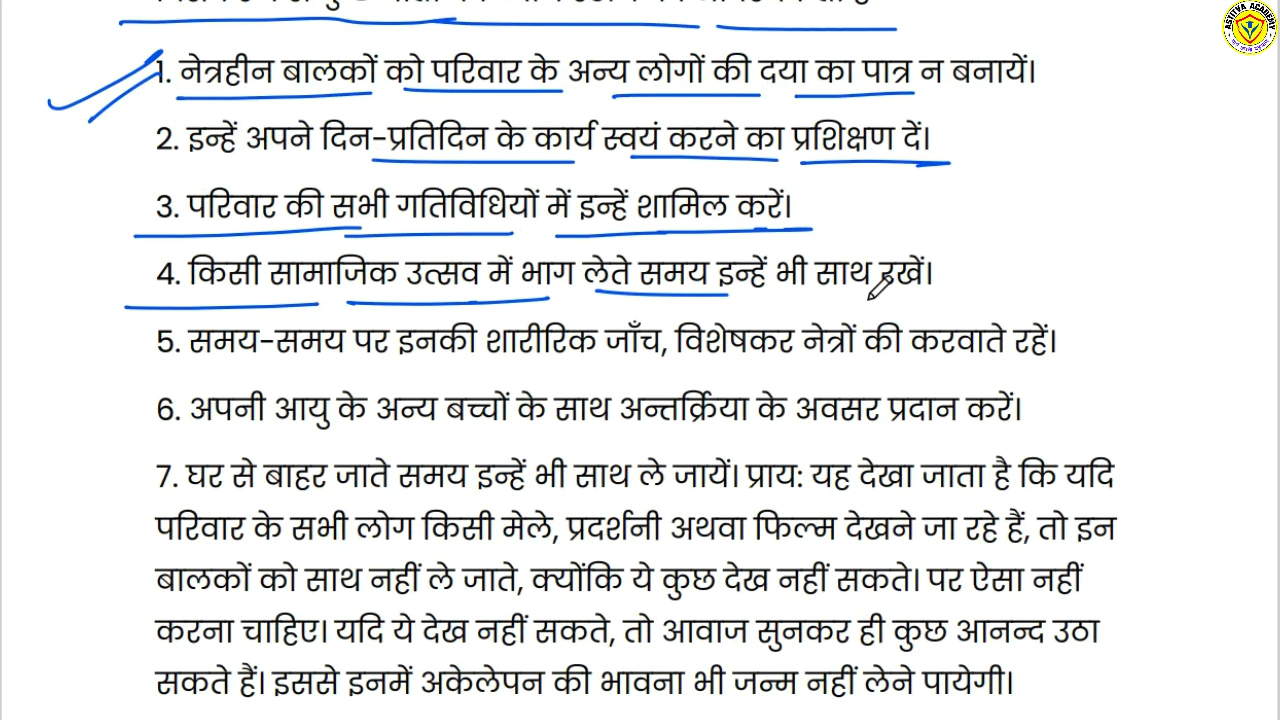 ASTITVA ACADEMY
1. नेत्रहीन बालकों को परिवार के अन्य लोगों की दया का पात्र न बनायें।
2. इन्हें अपने दिन-प्रतिदिन के कार्य स्वयं करने का प्रशिक्षण दें।
3. परिवार की सभी गतिविधियों में इन्हें शामिल करें।
4. किसी सामाजिक उत्सव में भाग लेते समय इन्हें भी साथ रखें।
5. समय-समय पर इनकी शारीरिक जाँच, विशेषकर नेत्रों की करवाते रहें।
6. अपनी आयु के अन्य बच्चों के साथ अन्तर्क्रिया के अवसर प्रदान करें।
7. घर से बाहर जाते समय इन्हें भी साथ ले जायें। प्राय: यह देखा जाता है कि यदि
परिवार के सभी लोग किसी मेले, प्रदर्शनी अथवा फिल्म देखने जा रहे हैं, तो इन
बालकों को साथ नहीं ले जाते, क्योंकि ये कुछ देख नहीं सकते। पर ऐसा नहीं
करना चाहिए। यदि ये देख नहीं सकते, तो आवाज सुनकर ही कुछ आनन्द उठा
सकते हैं। इससे इनमें अकेलेपन की भावना भी जन्म नहीं लेने पायेगी।